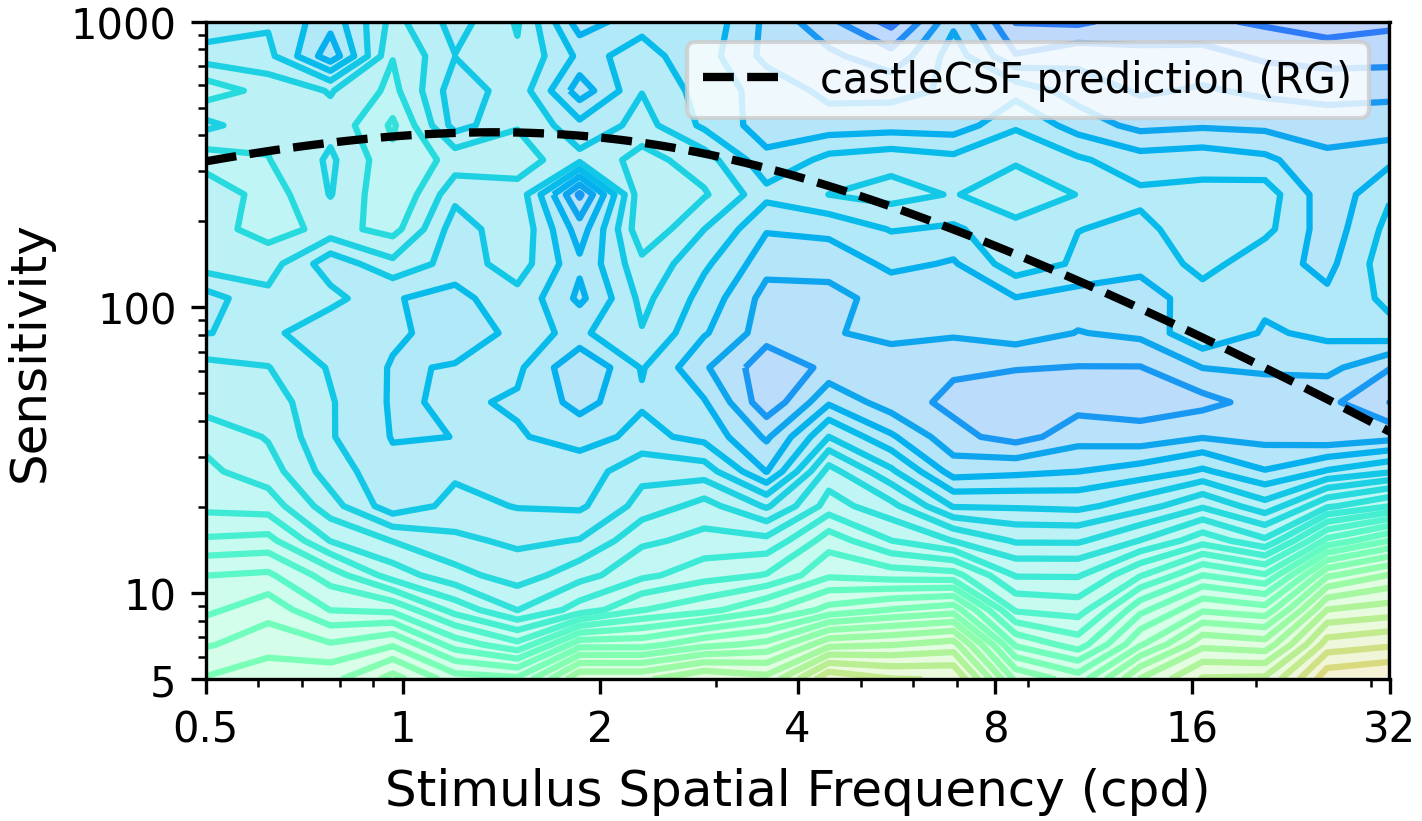 1000
castleCSF prediction (RG)
100
Sensitivity
10
5
0.5 1 2 4 8 16 32
Stimulus Spatial Frequency (cpd)